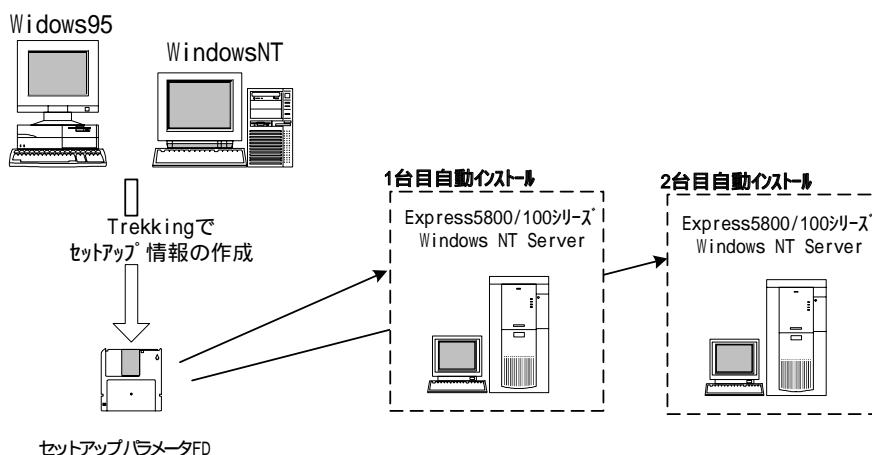 Widows95
WindowsNT
Trekkingで
ｾｯﾄｱｯﾌﾟ情報の作成
セットアップパラメータFD
1台目自動ｲﾝｽﾄｰﾙ
Express5800/100ｼﾘｰｽﾞ
Windows NT Server
2台目自動ｲﾝｽﾄｰﾙ
Express5800/100ｼﾘｰｽﾞ
Windows NT Server